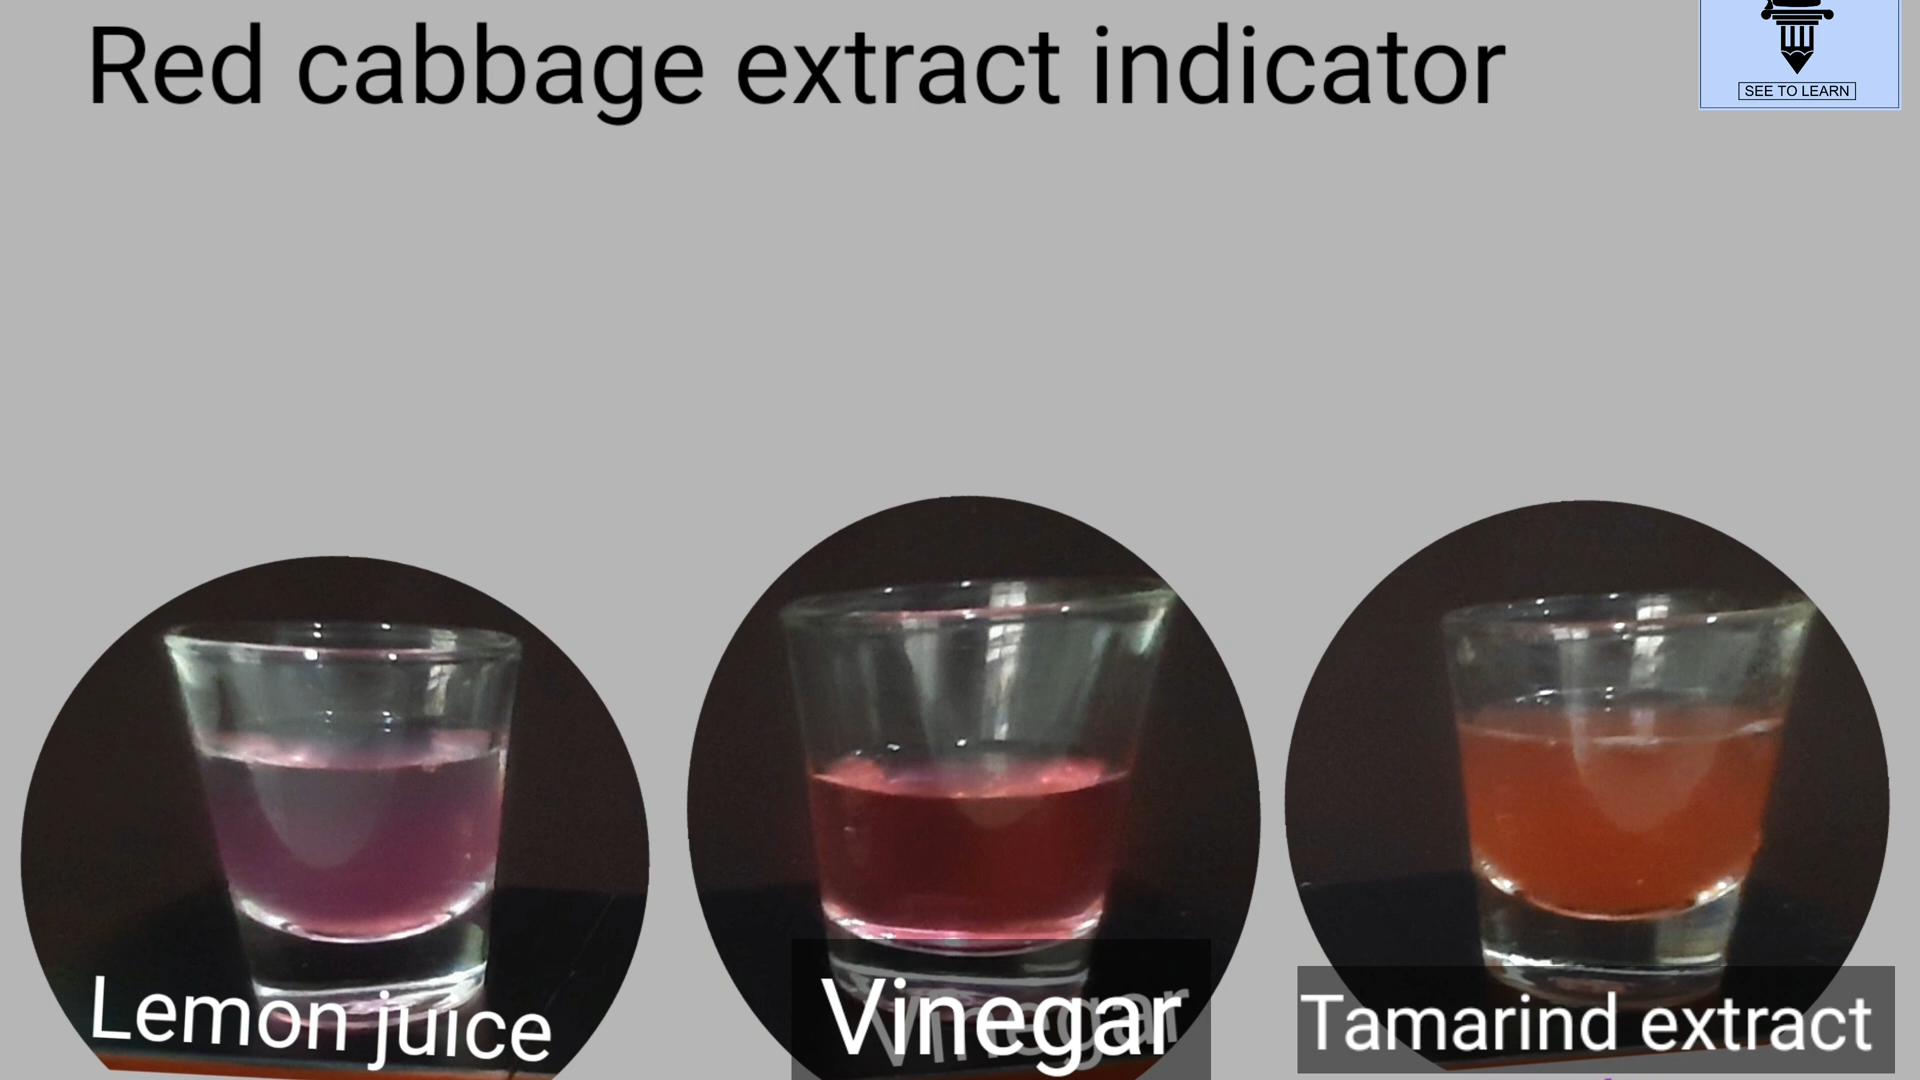 Red cabbage extract indicator
SEE TO LEARN
Lemon juice
Vinegar
Tamarind extract